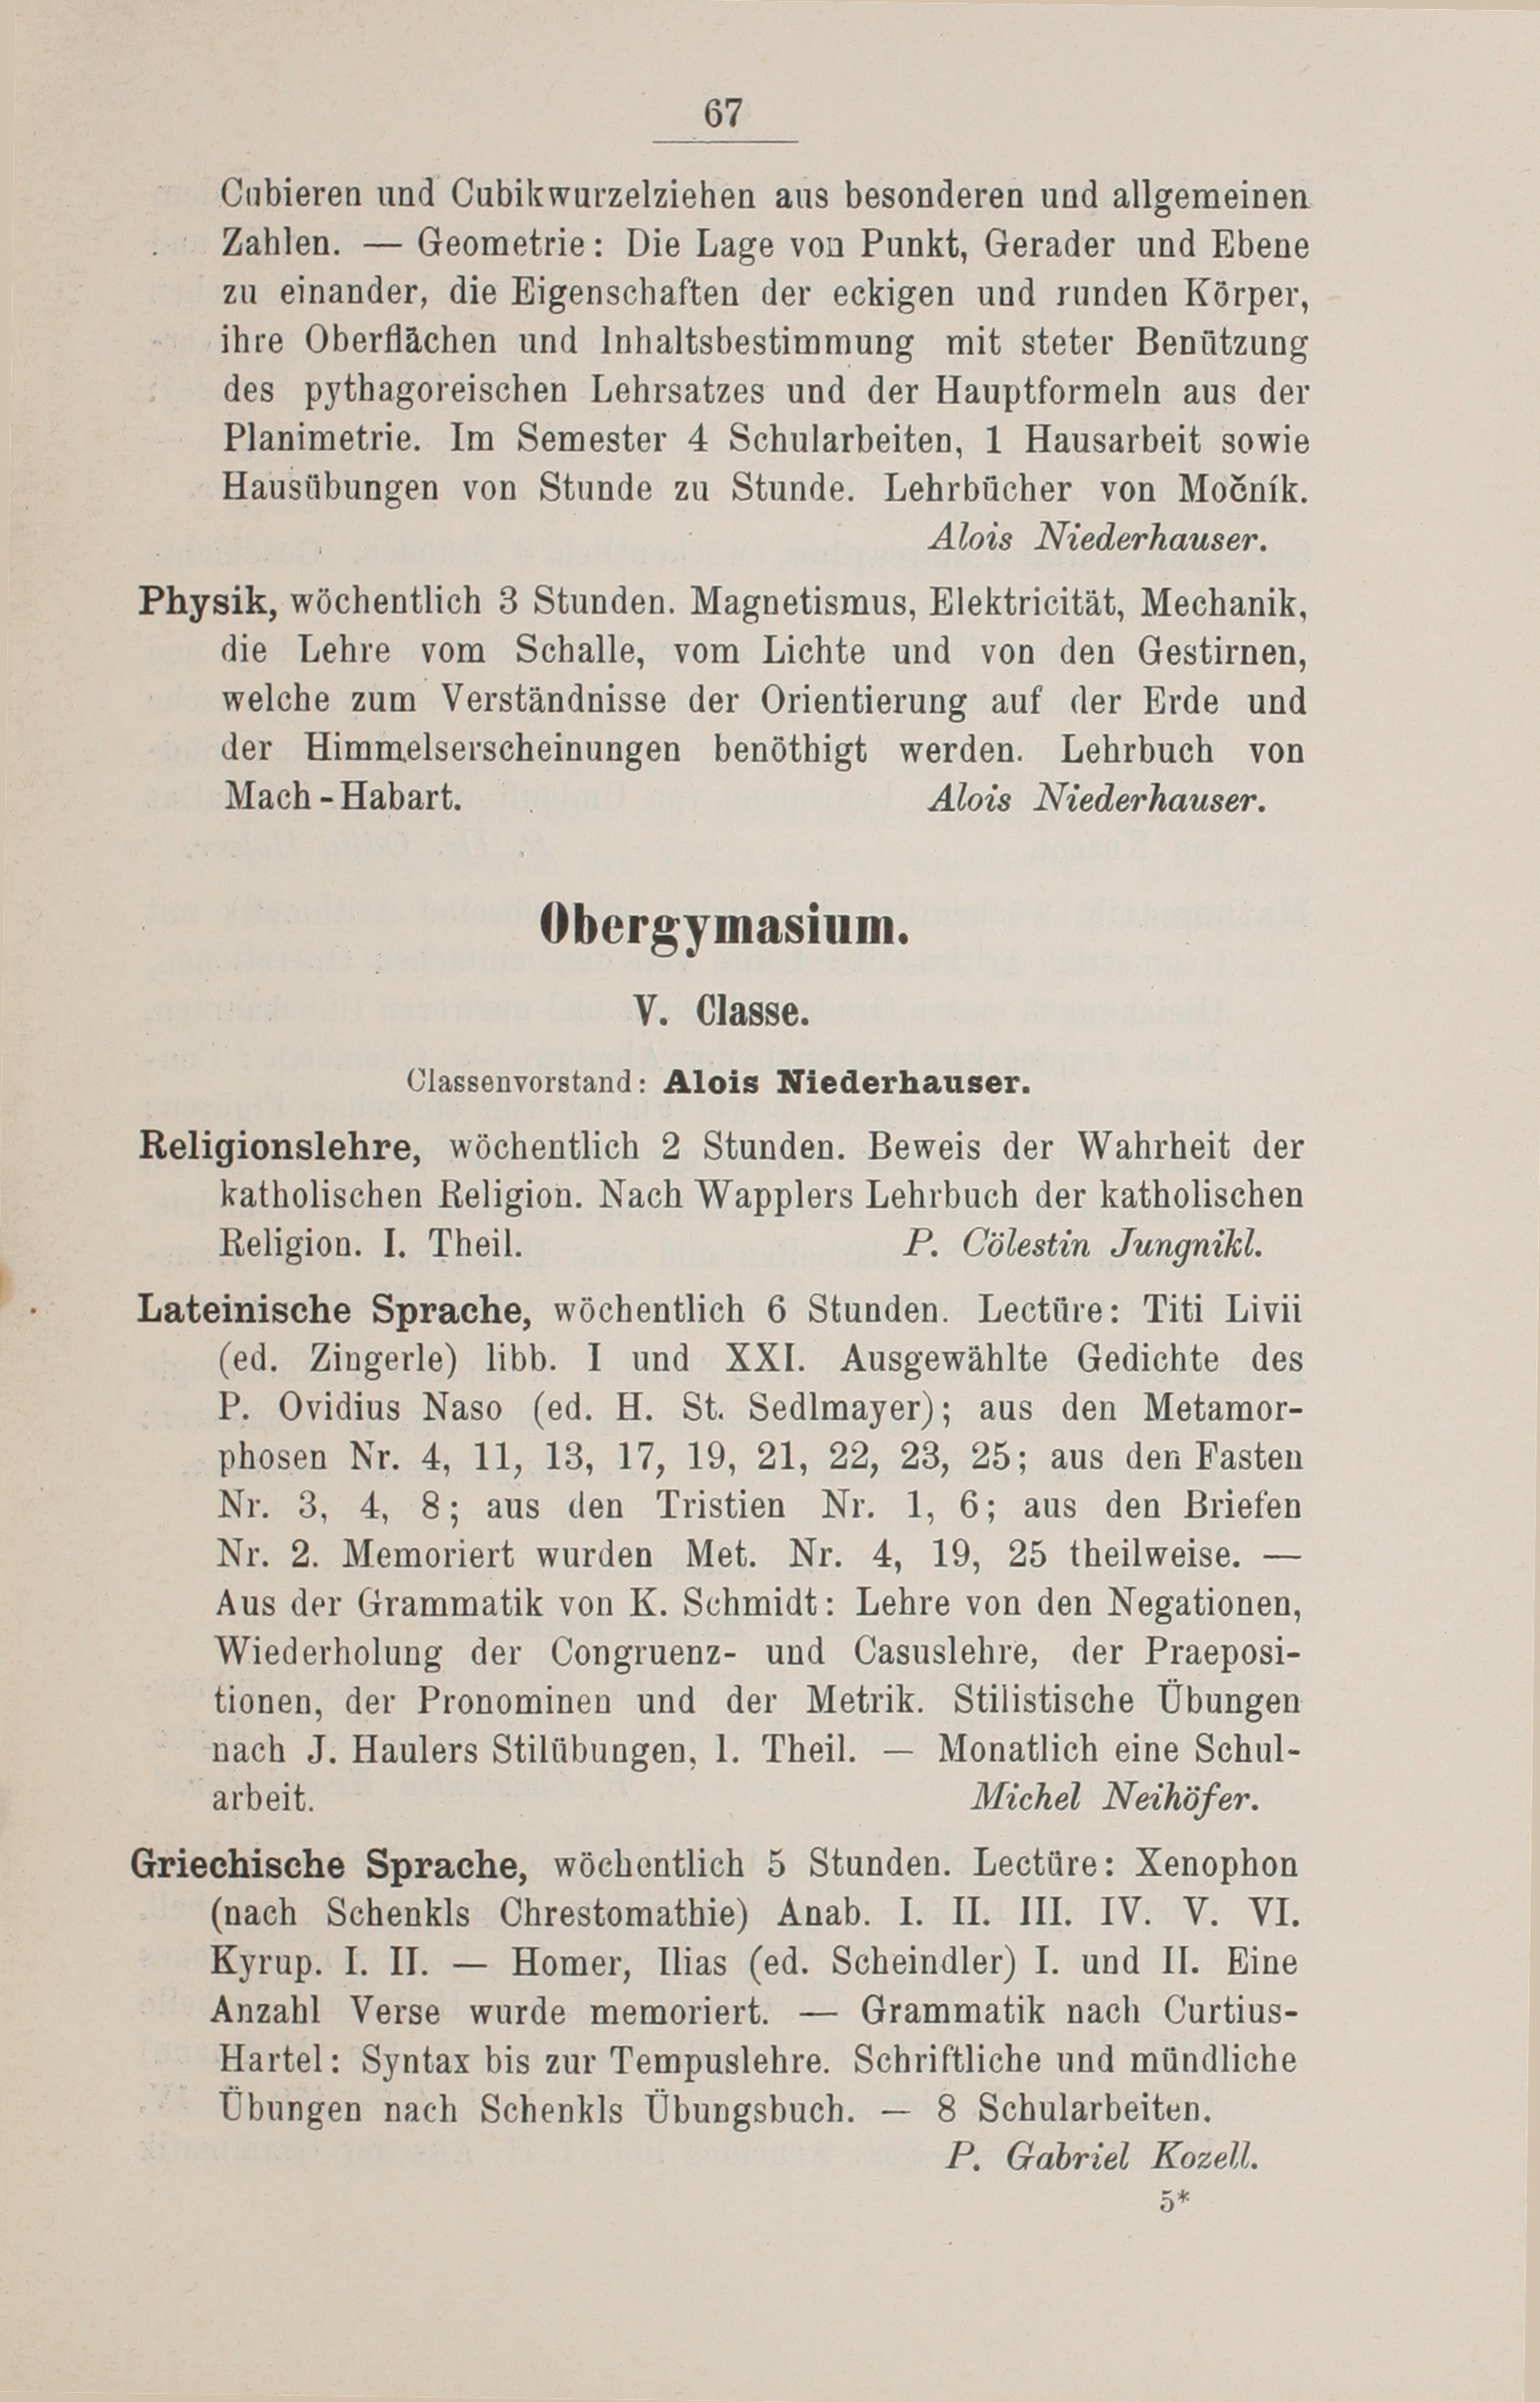 67
Cubieren und Cubikwurzelziehen aus besonderen und allgemeinen
Zahlen. — Geometrie: Die Lage von Punkt, Gerader und Ebene
zu einander, die Eigenschaften der eckigen und runden Körper,
ihre Oberflächen und Inhaltsbestimmung mit steter Benützung
des pythagoreischen Lehrsatzes und der Hauptformeln aus der
Planimetrie. Im Semester 4 Schularbeiten, 1 Hausarbeit sowie
Hausübungen von Stunde zu Stunde. Lehrbücher von Močník.
Alois Niederhauser.
Physik, wöchentlich 3 Stunden. Magnetismus, Elektricität, Mechanik,
die Lehre vom Schalle, vom Lichte und von den Gestirnen,
welche zum Verständnisse der Orientierung auf der Erde und
der Himmelserscheinungen benöthigt werden. Lehrbuch von
Mach-Habart. Alois Niederhauser.
Obergymasium.
V. Classe.
Classenvorstand: Alois Niederhauser.
Religionslehre, wöchentlich 2 Stunden. Beweis der Wahrheit der
katholischen Religion. Nach Wapplers Lehrbuch der katholischen
Religion. I. Theil. P. Cölestin Jungnikl.
Lateinische Sprache, wöchentlich 6 Stunden. Lectüre: Titi Livii
(ed. Zingerle) libb. I und XXI. Ausgewählte Gedichte des
P. Ovidius Naso (ed. H. St. Sedlmayer); aus den Metamor-
phosen Nr. 4, 11, 13, 17, 19, 21, 22, 23, 25; aus den Fasten
Nr. 3, 4, 8; aus den Tristien Nr. 1, 6; aus den Briefen
Nr. 2. Memoriert wurden Met. Nr. 4, 19, 25 theilweise. —
Aus der Grammatik von K. Schmidt: Lehre von den Negationen,
Wiederholung der Congruenz- und Casuslehre, der Praeposi-
tionen, der Pronominen und der Metrik. Stilistische Übungen
nach J. Haulers Stilübungen, 1. Theil. — Monatlich eine Schul-
arbeit. Michel Neihöfer.
Griechische Sprache, wöchentlich 5 Stunden. Lectüre: Xenophon
(nach Schenkls Chrestomathie) Anab. I. II. III. IV. V. VI.
Kyrup. I. II. — Homer, Ilias (ed. Scheindler) I. und II. Eine
Anzahl Verse wurde memoriert. — Grammatik nach Curtius-
Hartel: Syntax bis zur Tempuslehre. Schriftliche und mündliche
Übungen nach Schenkls Übungsbuch. — 8 Schularbeiten.
P. Gabriel Kozell.
5*